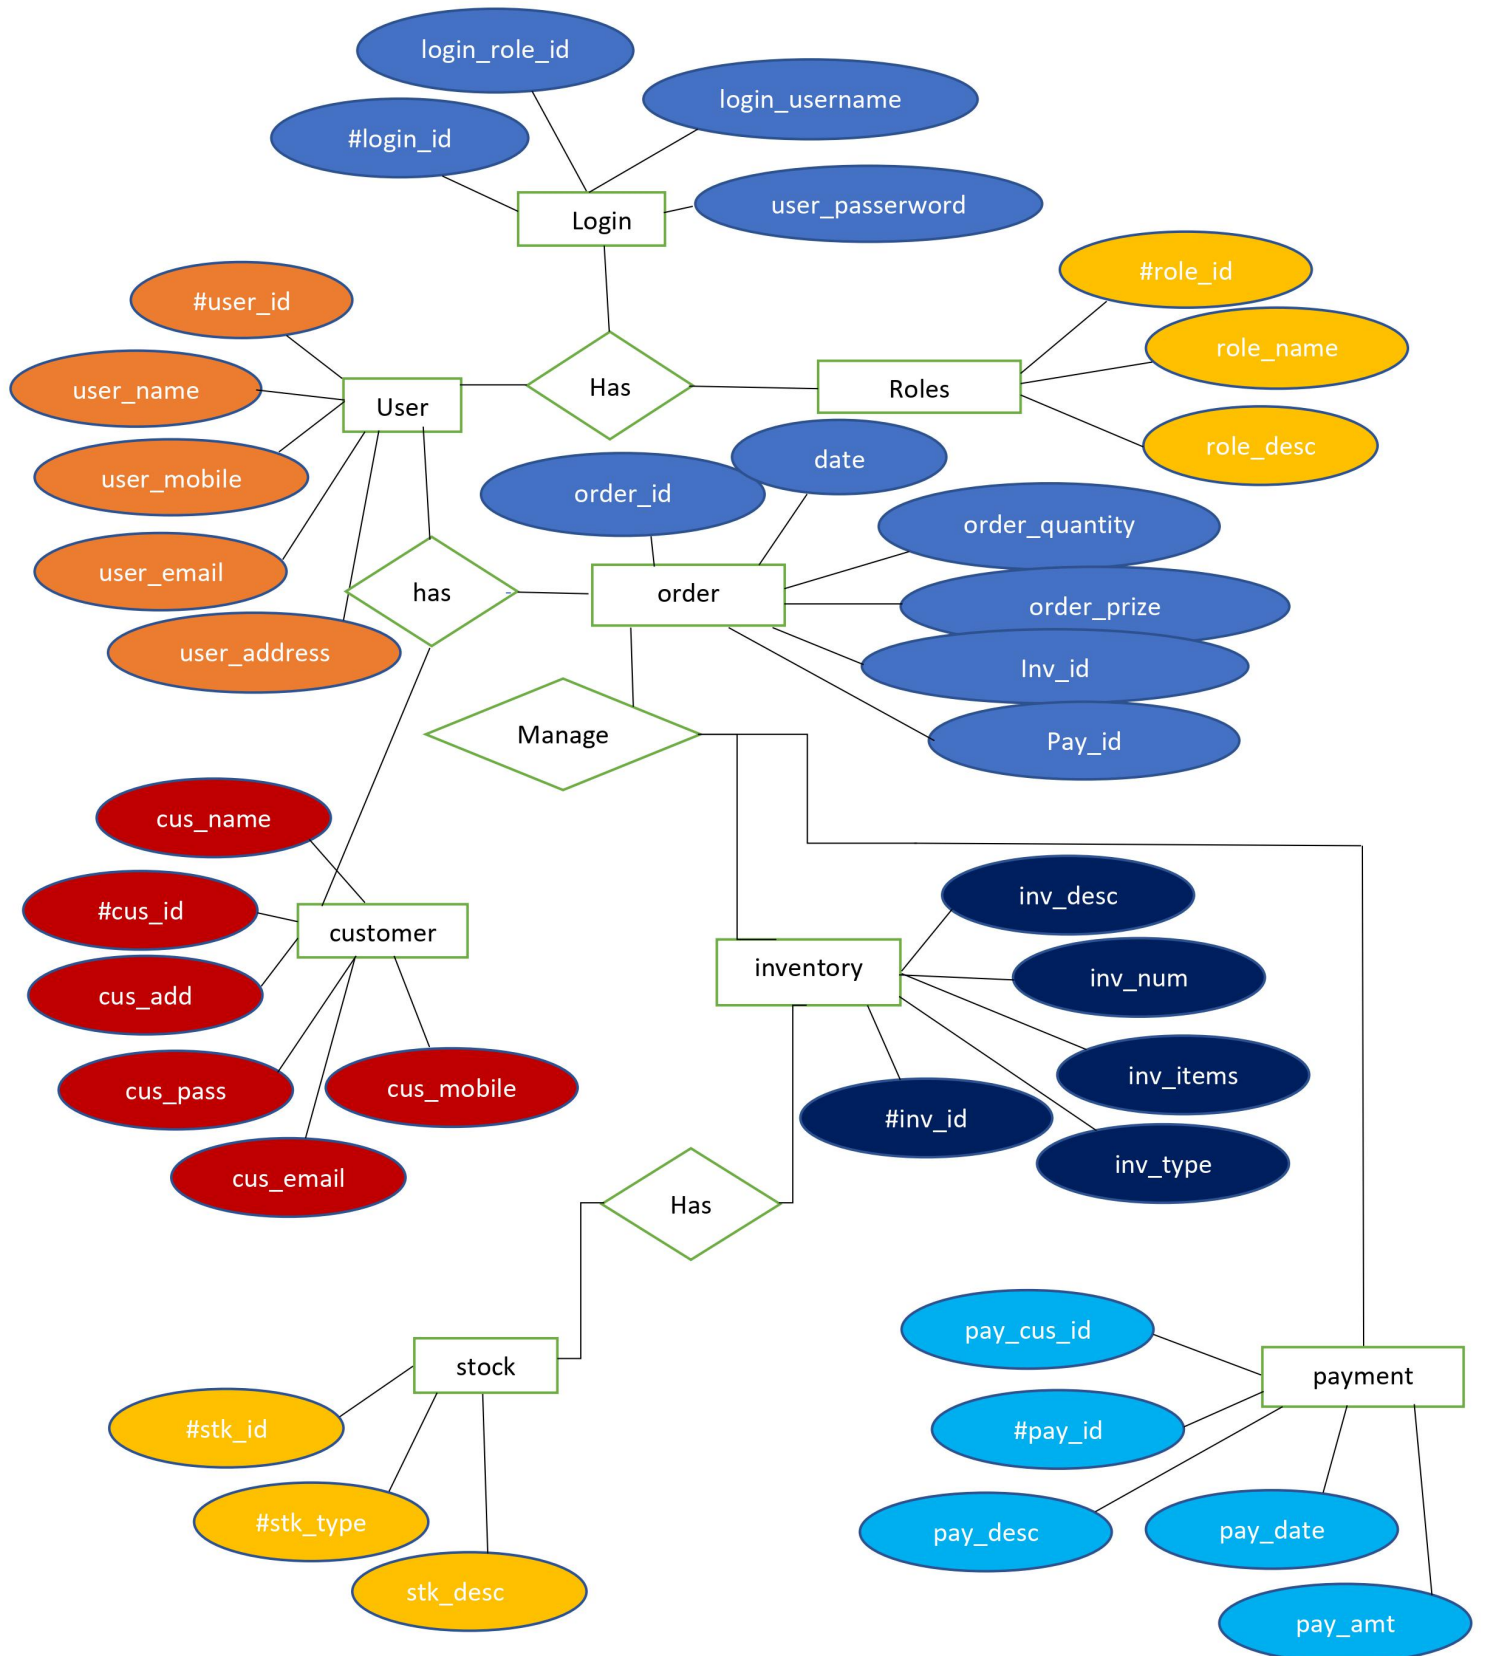 login_role_id
login_username
#login_id
user_passerword
Login
#role_id
#user_id
role_name
user_name
User
Has
Roles
role_desc
user_mobile
date
order_id
order_quantity
user_email
has
order
order_prize
user_address
Inv_id
Manage
Pay_id
cus_name
inv_desc
#cus_id
customer
inventory
inv_num
cus_add
inv_items
cus_pass
cus_mobile
#inv_id
inv_type
cus_email
Has
pay_cus_id
stock
payment
#stk_id
#pay_id
#stk_type
pay_desc
pay_date
stk_desc
pay_amt